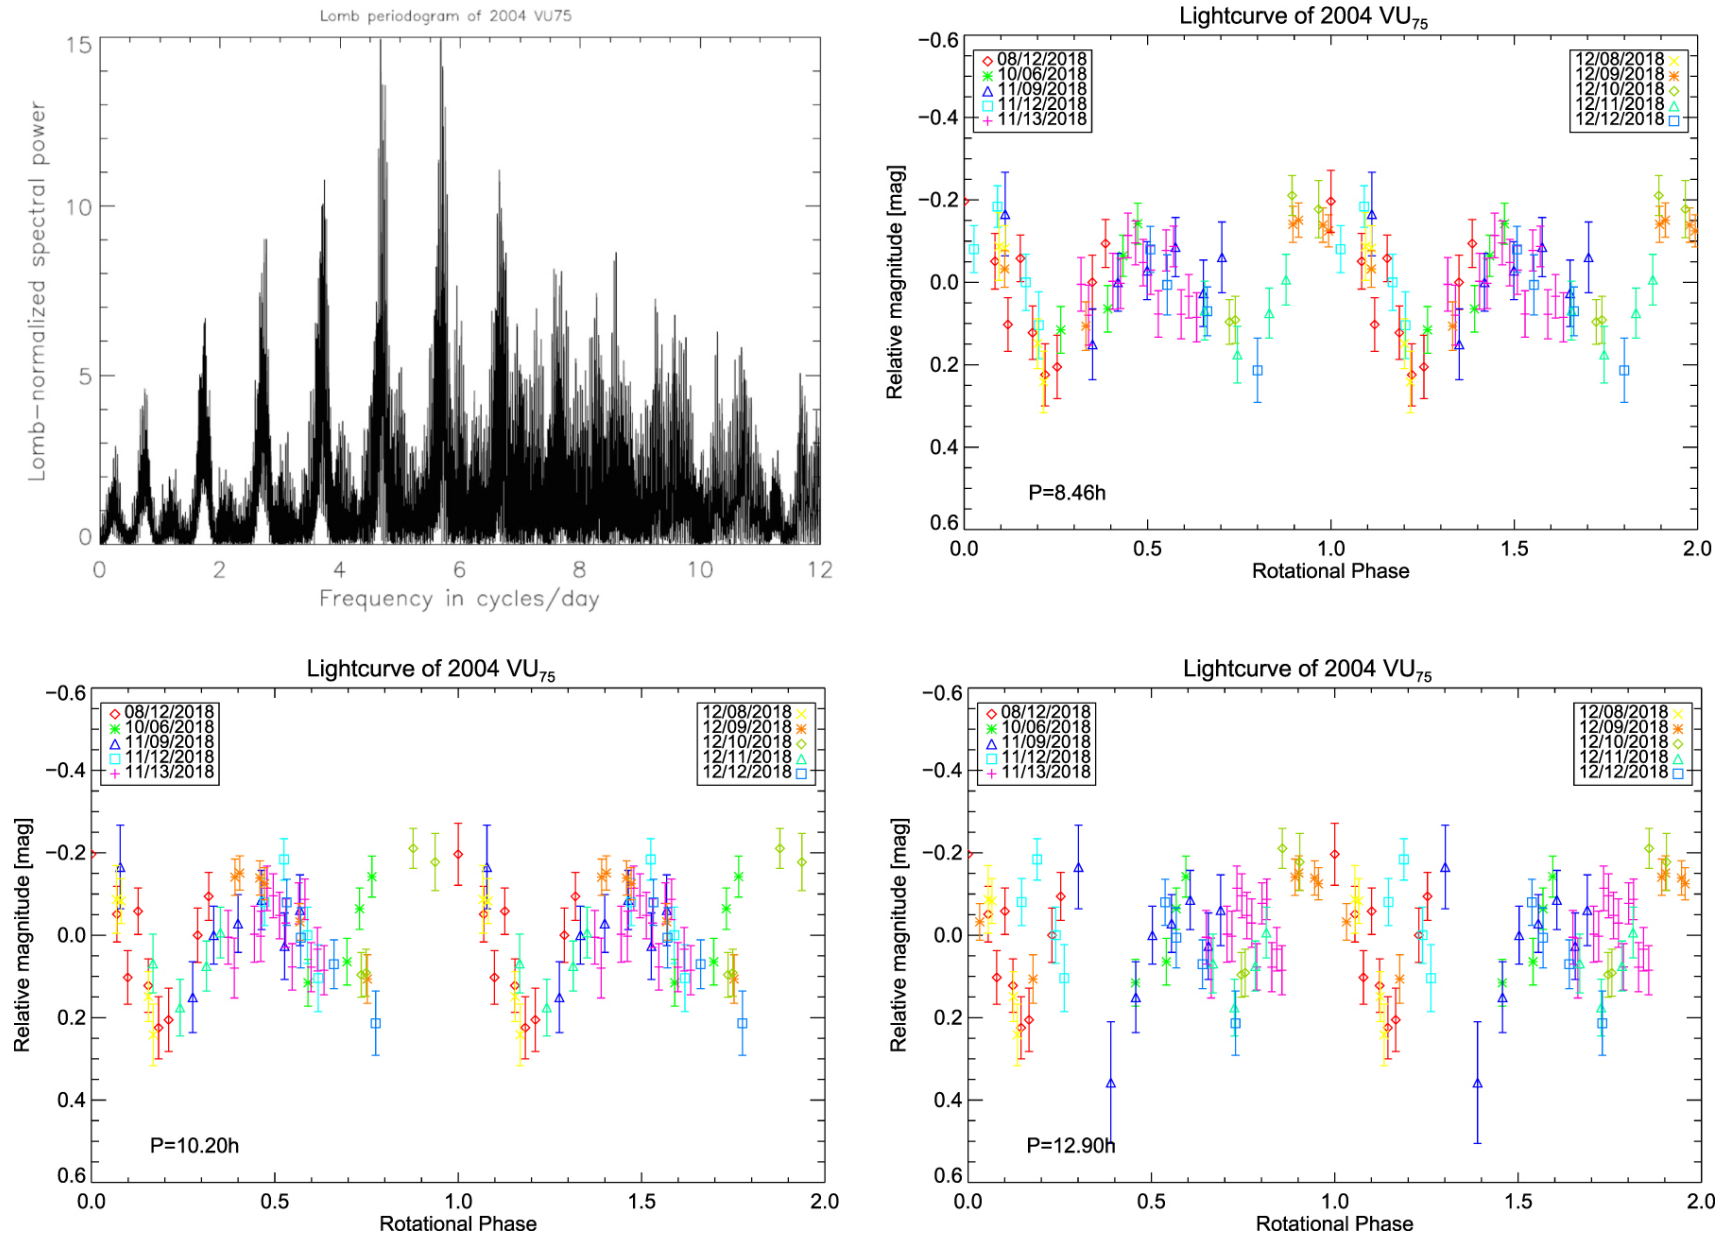 Lomb periodogram of 2004 VU75
Lomb-normalized spectral power
15
10
5
0
0 2 4 6 8 10 12
Frequency in cycles/day
Lightcurve of 2004 VU75
Relative magnitude [mag]
−0.6
−0.4
−0.2
0.0
0.2
0.4
0.6
08/12/2018
10/06/2018
11/09/2018
11/12/2018
11/13/2018
12/08/2018
12/09/2018
12/10/2018
12/11/2018
12/12/2018
P=8.46h
0.0 0.5 1.0 1.5 2.0
Rotational Phase
Lightcurve of 2004 VU75
Relative magnitude [mag]
−0.6
−0.4
−0.2
0.0
0.2
0.4
0.6
08/12/2018
10/06/2018
11/09/2018
11/12/2018
11/13/2018
12/08/2018
12/09/2018
12/10/2018
12/11/2018
12/12/2018
P=10.20h
0.0 0.5 1.0 1.5 2.0
Rotational Phase
Lightcurve of 2004 VU75
Relative magnitude [mag]
−0.6
−0.4
−0.2
0.0
0.2
0.4
0.6
08/12/2018
10/06/2018
11/09/2018
11/12/2018
11/13/2018
12/08/2018
12/09/2018
12/10/2018
12/11/2018
12/12/2018
P=12.90h
0.0 0.5 1.0 1.5 2.0
Rotational Phase